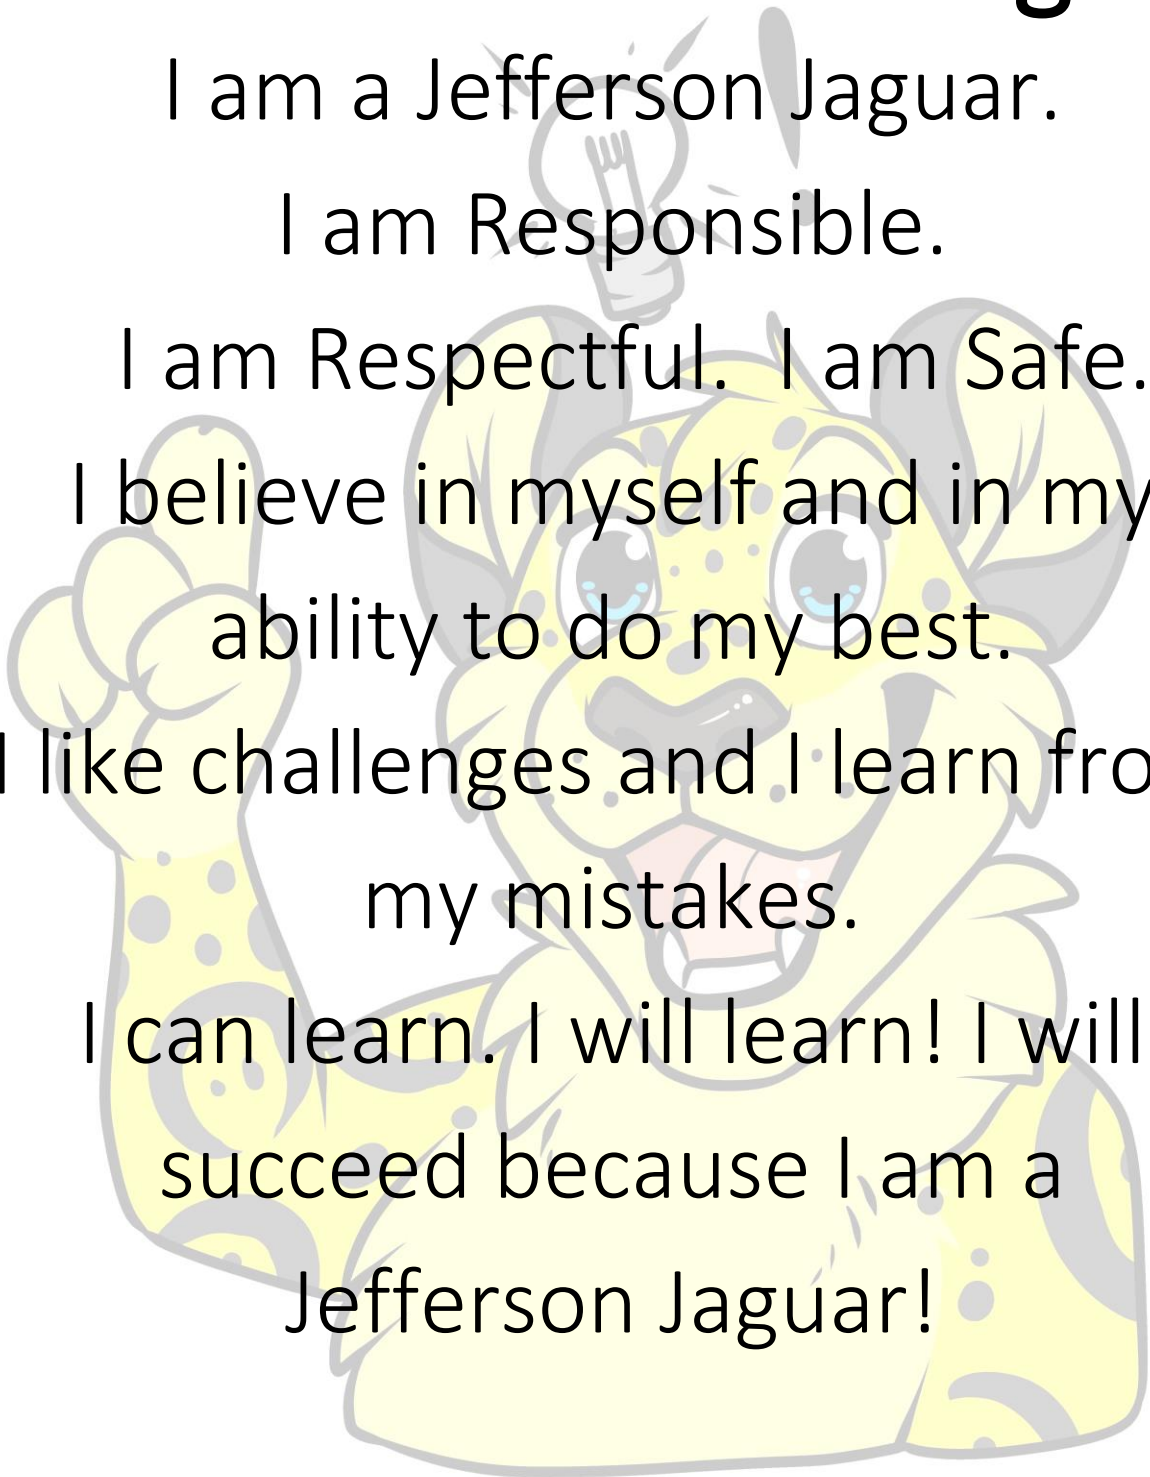 I am a Jefferson Jaguar.
I am Responsible.
I am Respectful.  I am Safe.
I believe in myself and in my
ability to do my best.
I like challenges and I learn fro
my mistakes.
I can learn. I will learn! I will
succeed because I am a
Jefferson Jaguar!